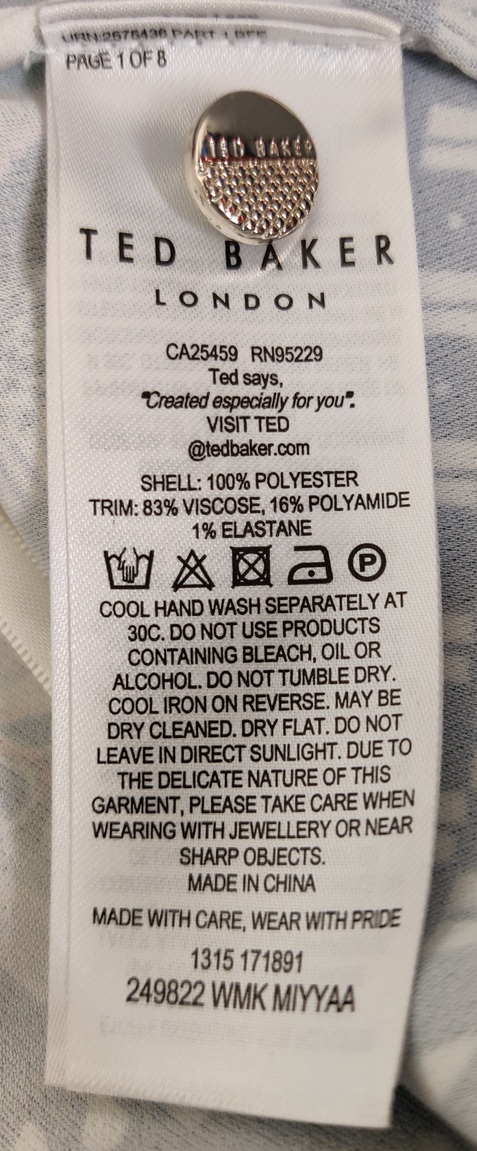 URN:2575436 PART 1 SFF
PAGE 1 OF 8
TED BAKER
TED BAKER
LONDON
CA25459 RN95229
Ted says,
"Created especially for you".
VISIT TED
@tedbaker.com
SHELL: 100% POLYESTER
TRIM: 83% VISCOSE, 16% POLYAMIDE
1% ELASTANE
P
COOL HAND WASH SEPARATELY AT
30C. DO NOT USE PRODUCTS
CONTAINING BLEACH, OIL OR
ALCOHOL. DO NOT TUMBLE DRY.
COOL IRON ON REVERSE. MAY BE
DRY CLEANED. DRY FLAT. DO NOT
LEAVE IN DIRECT SUNLIGHT. DUE TO
THE DELICATE NATURE OF THIS
GARMENT, PLEASE TAKE CARE WHEN
WEARING WITH JEWELLERY OR NEAR
SHARP OBJECTS.
MADE IN CHINA
MADE WITH CARE, WEAR WITH PRIDE
1315 171891
249822 WMK MIYYAA